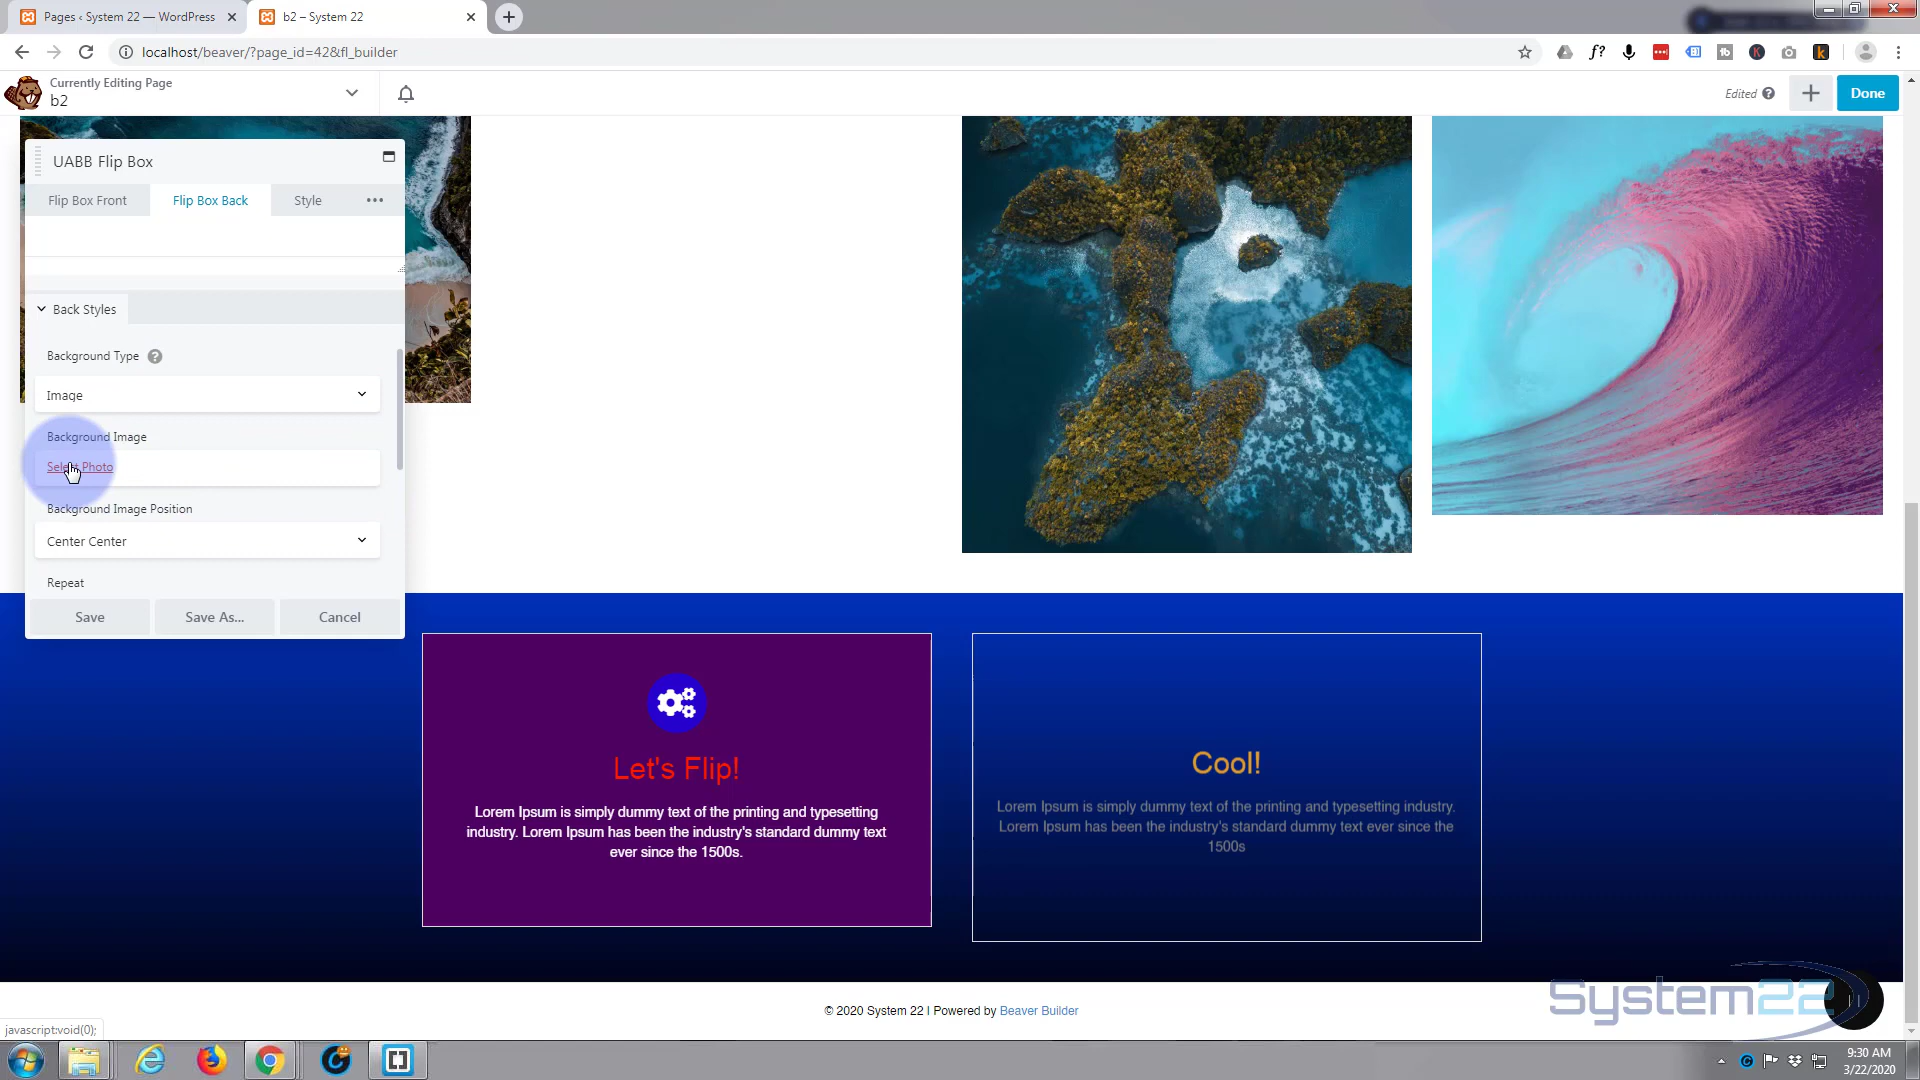 Pages ‹ System 22 — WordPress
b2 – System 22
localhost/beaver/?page_id=42&fl_builder
Currently Editing Page
b2
Edited
Done
UABB Flip Box
Flip Box Front
Flip Box Back
Style
Back Styles
Background Type
Image
Background Image
Select Photo
Background Image Position
Center Center
Repeat
Save
Save As...
Cancel
Let's Flip!
Lorem Ipsum is simply dummy text of the printing and typesetting
industry. Lorem Ipsum has been the industry's standard dummy text
ever since the 1500s.
Cool!
Lorem Ipsum is simply dummy text of the printing and typesetting industry.
Lorem Ipsum has been the industry's standard dummy text ever since the
1500s
© 2020 System 22 | Powered by Beaver Builder
System22
javascript:void(0);
9:30 AM
3/22/2020